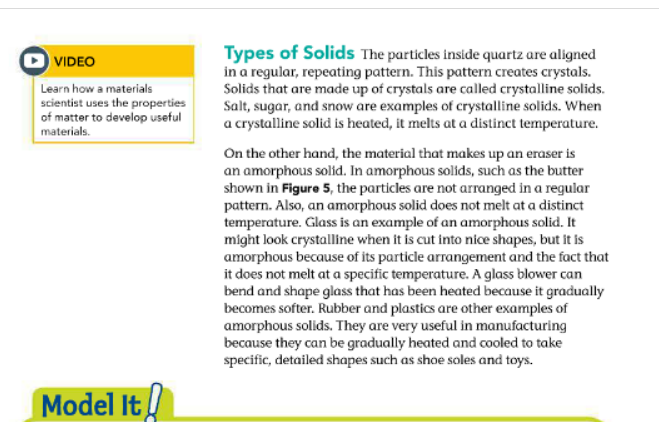 VIDEO
Learn how a materials
scientist uses the properties
of matter to develop useful
materials.
Types of Solids The particles inside quartz are aligned
in a regular, repeating pattern. This pattern creates crystals.
Solids that are made up of crystals are called crystalline solids.
Salt, sugar, and snow are examples of crystalline solids. When
a crystalline solid is heated, it melts at a distinct temperature.
On the other hand, the material that makes up an eraser is
an amorphous solid. In amorphous solids, such as the butter
shown in Figure 5, the particles are not arranged in a regular
pattern. Also, an amorphous solid does not melt at a distinct
temperature. Glass is an example of an amorphous solid. It
might look crystalline when it is cut into nice shapes, but it is
amorphous because of its particle arrangement and the fact that
it does not melt at a specific temperature. A glass blower can
bend and shape glass that has been heated because it gradually
becomes softer. Rubber and plastics are other examples of
amorphous solids. They are very useful in manufacturing
because they can be gradually heated and cooled to take
specific, detailed shapes such as shoe soles and toys.
Model It!